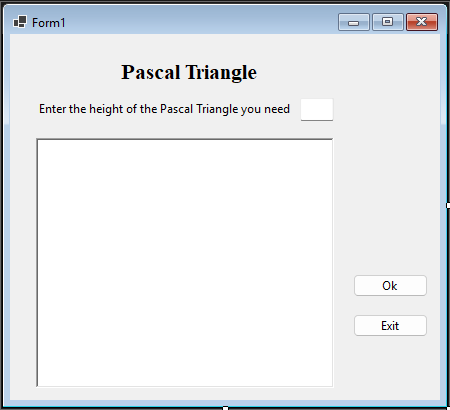 Form1
Pascal Triangle
Enter the height of the Pascal Triangle you need
Ok
Exit